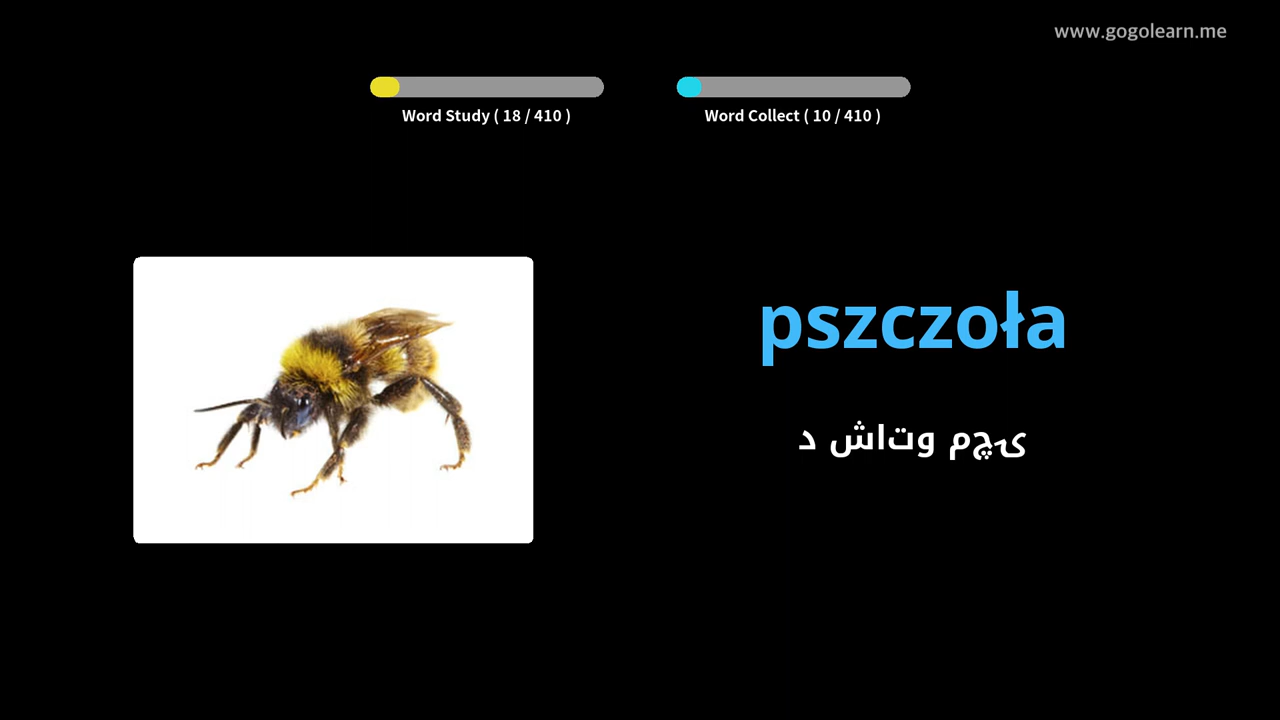 www.gogolearn.me
Word Study ( 18 / 410 )
Word Collect ( 10 / 410 )
pszczoła
د شاتو مچۍ